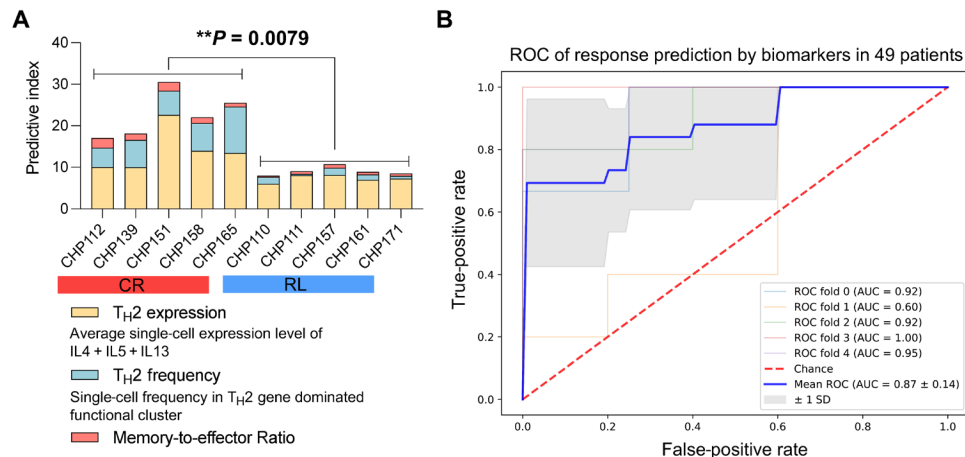 A
**P = 0.0079
Predictive index
40
30
20
10
0
CHP112
CHP139
CHP151
CHP158
CHP165
CHP110
CHP111
CHP157
CHP161
CHP171
CR
RL
TH2 expression
Average single-cell expression level of
IL4 + IL5 + IL13
TH2 frequency
Single-cell frequency in TH2 gene dominated
functional cluster
Memory-to-effector Ratio
B
ROC of response prediction by biomarkers in 49 patients
True-positive rate
1.0
0.8
0.6
0.4
0.2
0.0
0.0
0.2
0.4
0.6
0.8
1.0
False-positive rate
ROC fold 0 (AUC = 0.92)
ROC fold 1 (AUC = 0.60)
ROC fold 2 (AUC = 0.92)
ROC fold 3 (AUC = 1.00)
ROC fold 4 (AUC = 0.95)
Chance
Mean ROC (AUC = 0.87 ± 0.14)
± 1 SD